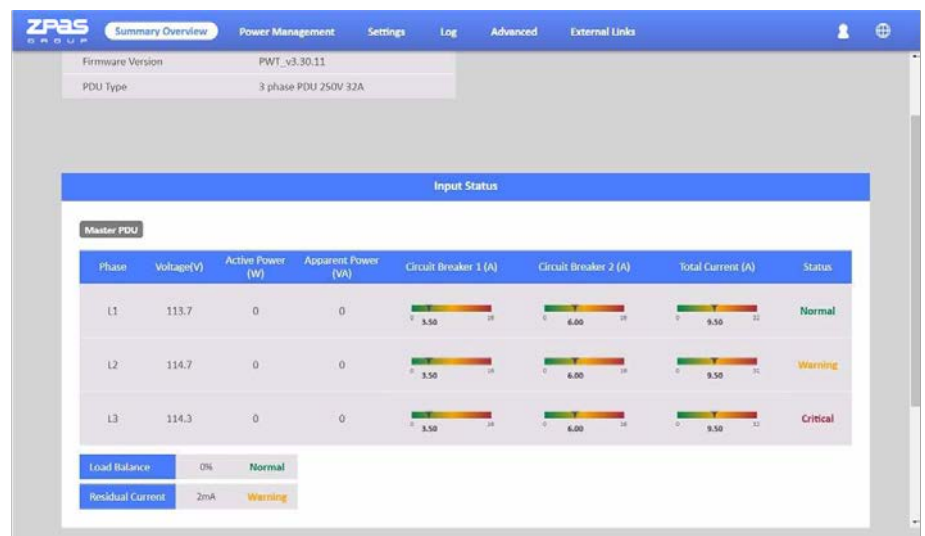 ZPAS
GROUP
Summary Overview Power Management Settings Log Advanced External Links
Firmware Version PWT_v3.30.11
PDU Type 3 phase PDU 250V 32A
Input Status
Master PDU
Phase Voltage(V) Active Power (W) Apparent Power (VA) Circuit Breaker 1 (A) Circuit Breaker 2 (A) Total Current (A) Status
L1 113.7 0 0 0 3.50 16 0 6.00 16 0 9.50 32 Normal
L2 114.7 0 0 0 3.50 16 0 6.00 16 0 9.50 32 Warning
L3 114.3 0 0 0 3.50 16 0 6.00 16 0 9.50 32 Critical
Load Balance 0% Normal
Residual Current 2mA Warning